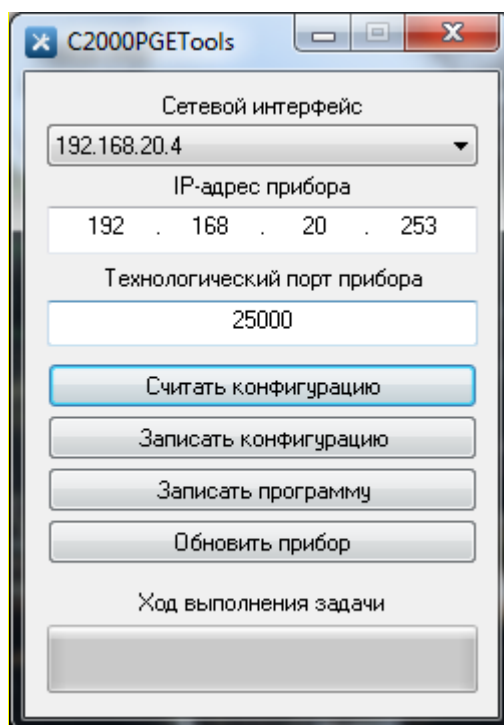 C2000PGETools
Сетевой интерфейс
192.168.20.4
IP-адрес прибора
192 . 168 . 20 . 253
Технологический порт прибора
25000
Считать конфигурацию
Записать конфигурацию
Записать программу
Обновить прибор
Ход выполнения задачи